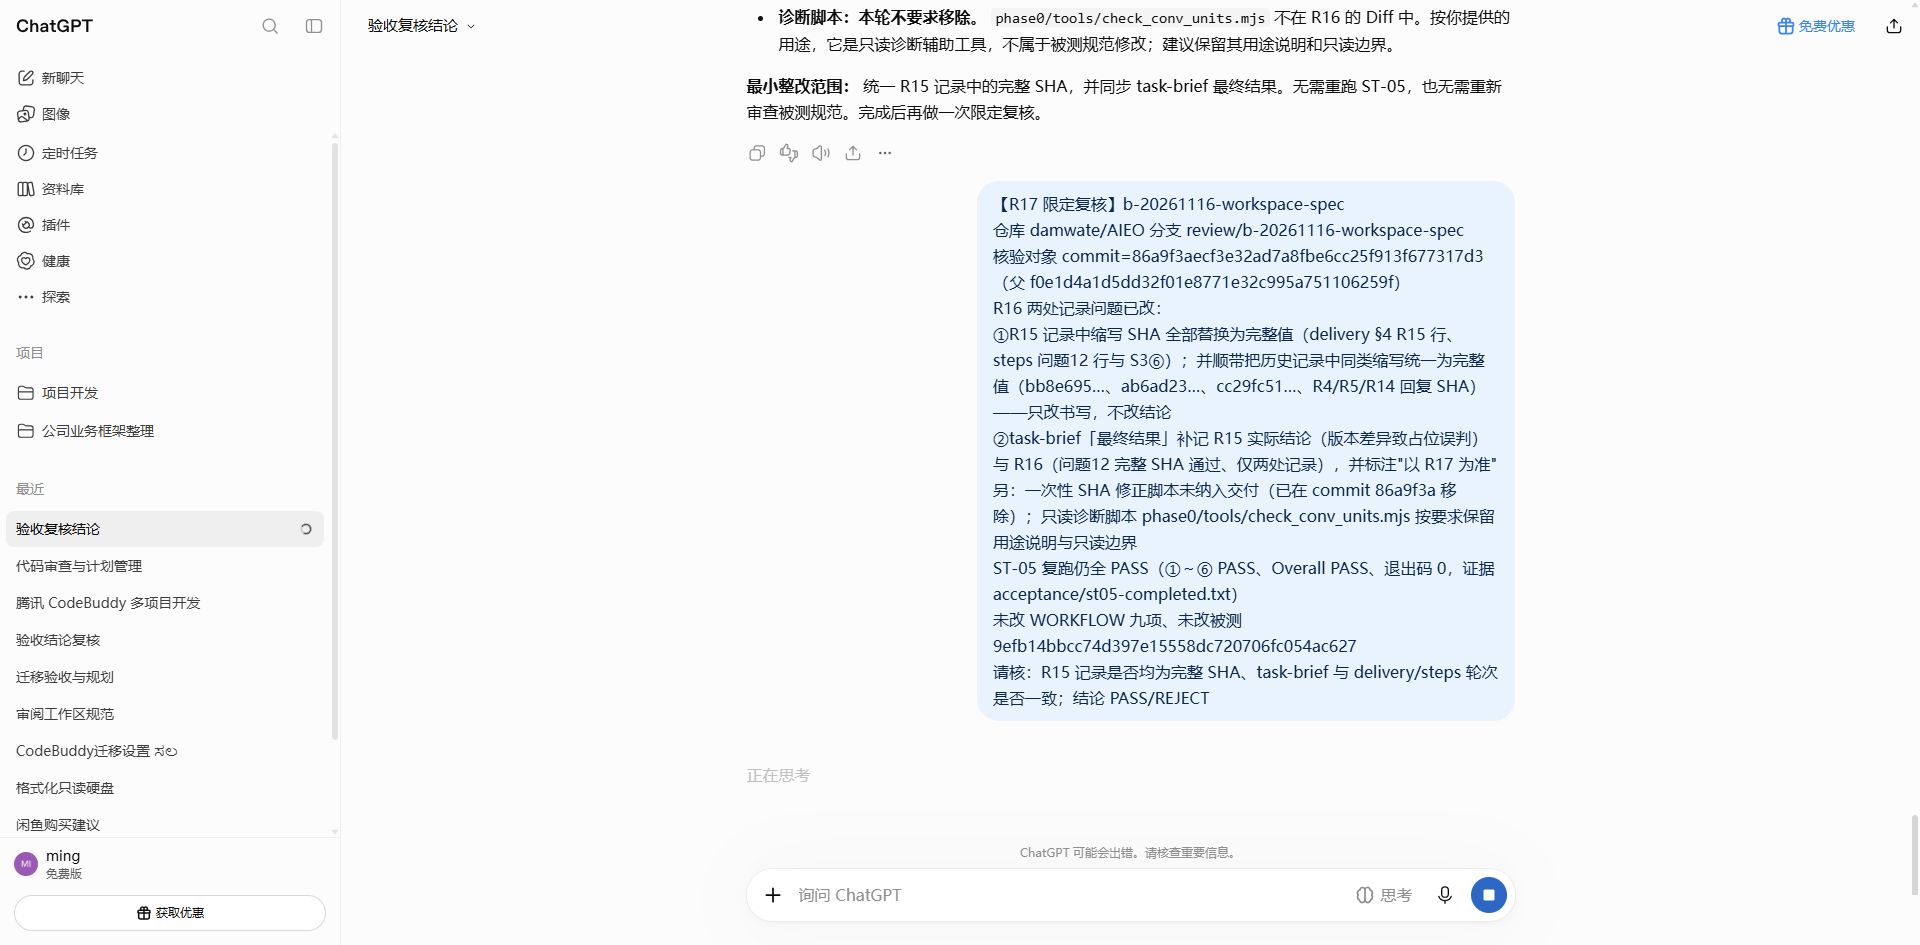 ChatGPT
新聊天
图像
定时任务
资料库
插件
健康
探索
项目
项目开发
公司业务框架整理
最近
验收复核结论
代码审查与计划管理
腾讯 CodeBuddy 多项目开发
验收结论复核
迁移验收与规划
审阅工作区规范
CodeBuddy迁移设置
格式化只读硬盘
闲鱼购买建议
MI
ming
免费版
获取优惠
验收复核结论
免费优惠
诊断脚本：本轮不要求移除。 phase0/tools/check_conv_units.mjs 不在 R16 的 Diff 中。按你提供的
用途，它是只读诊断辅助工具，不属于被测规范修改；建议保留其用途说明和只读边界。
最小整改范围： 统一 R15 记录中的完整 SHA，并同步 task-brief 最终结果。无需重跑 ST-05，也无需重新
审查被测规范。完成后再做一次限定复核。
【R17 限定复核】b-20261116-workspace-spec
仓库 damwate/AIEO 分支 review/b-20261116-workspace-spec
核验对象 commit=86a9f3aecf3e32ad7a8fbe6cc25f913f677317d3
（父 f0e1d4a1d5dd32f01e8771e32c995a751106259f）
R16 两处记录问题已改：
①R15 记录中缩写 SHA 全部替换为完整值（delivery §4 R15 行、
steps 问题12 行与 S3⑥）；并顺带把历史记录中同类缩写统一为完整
值（bb8e695...、ab6ad23...、cc29fc51...、R4/R5/R14 回复 SHA）
——只改书写，不改结论
②task-brief「最终结果」补记 R15 实际结论（版本差异致占位误判）
与 R16（问题12 完整 SHA 通过、仅两处记录），并标注"以 R17 为准"
另：一次性 SHA 修正脚本未纳入交付（已在 commit 86a9f3a 移
除）；只读诊断脚本 phase0/tools/check_conv_units.mjs 按要求保留
用途说明与只读边界
ST-05 复跑仍全 PASS（①~⑥ PASS、Overall PASS、退出码 0，证据
acceptance/st05-completed.txt）
未改 WORKFLOW 九项、未改被测
9efb14bbcc74d397e15558dc720706fc054ac627
请核：R15 记录是否均为完整 SHA、task-brief 与 delivery/steps 轮次
是否一致；结论 PASS/REJECT
正在思考
ChatGPT 可能会出错。请核查重要信息。
询问 ChatGPT
思考